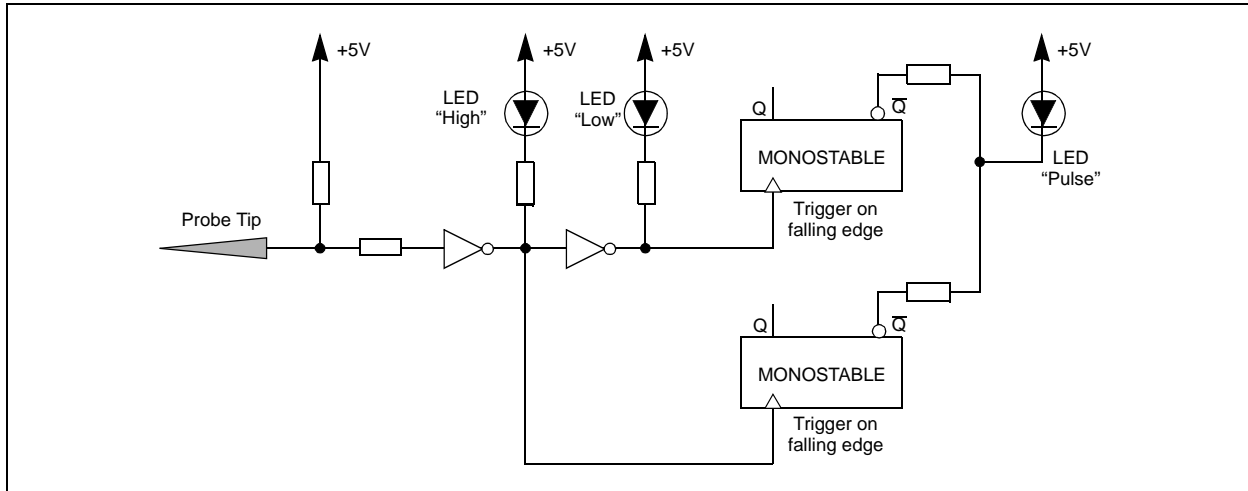 +5V
+5V
+5V
+5V
LED
“High”
LED
“Low”
Q
Q
MONOSTABLE
LED
“Pulse”
Trigger on
falling edge
Probe Tip
Q
Q
MONOSTABLE
Trigger on
falling edge